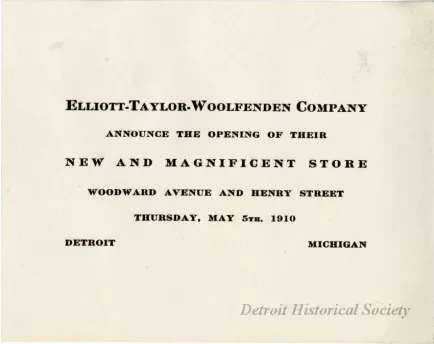 ELLIOTT-TAYLOR-WOOLFENDEN COMPANY
ANNOUNCE THE OPENING OF THEIR
NEW AND MAGNIFICENT STORE
WOODWARD AVENUE AND HENRY STREET
THURSDAY, MAY 5TH. 1910
DETROIT MICHIGAN
Detroit Historical Society